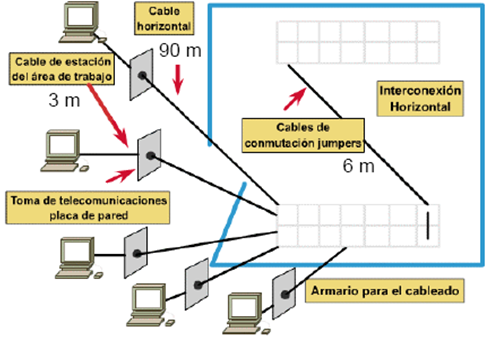 Cable
horizontal
90 m
Cable de estación
del área de trabajo
3 m
Interconexión
Horizontal
Cables de
conmutación jumpers
6 m
Toma de telecomunicaciones
placa de pared
Armario para el cableado